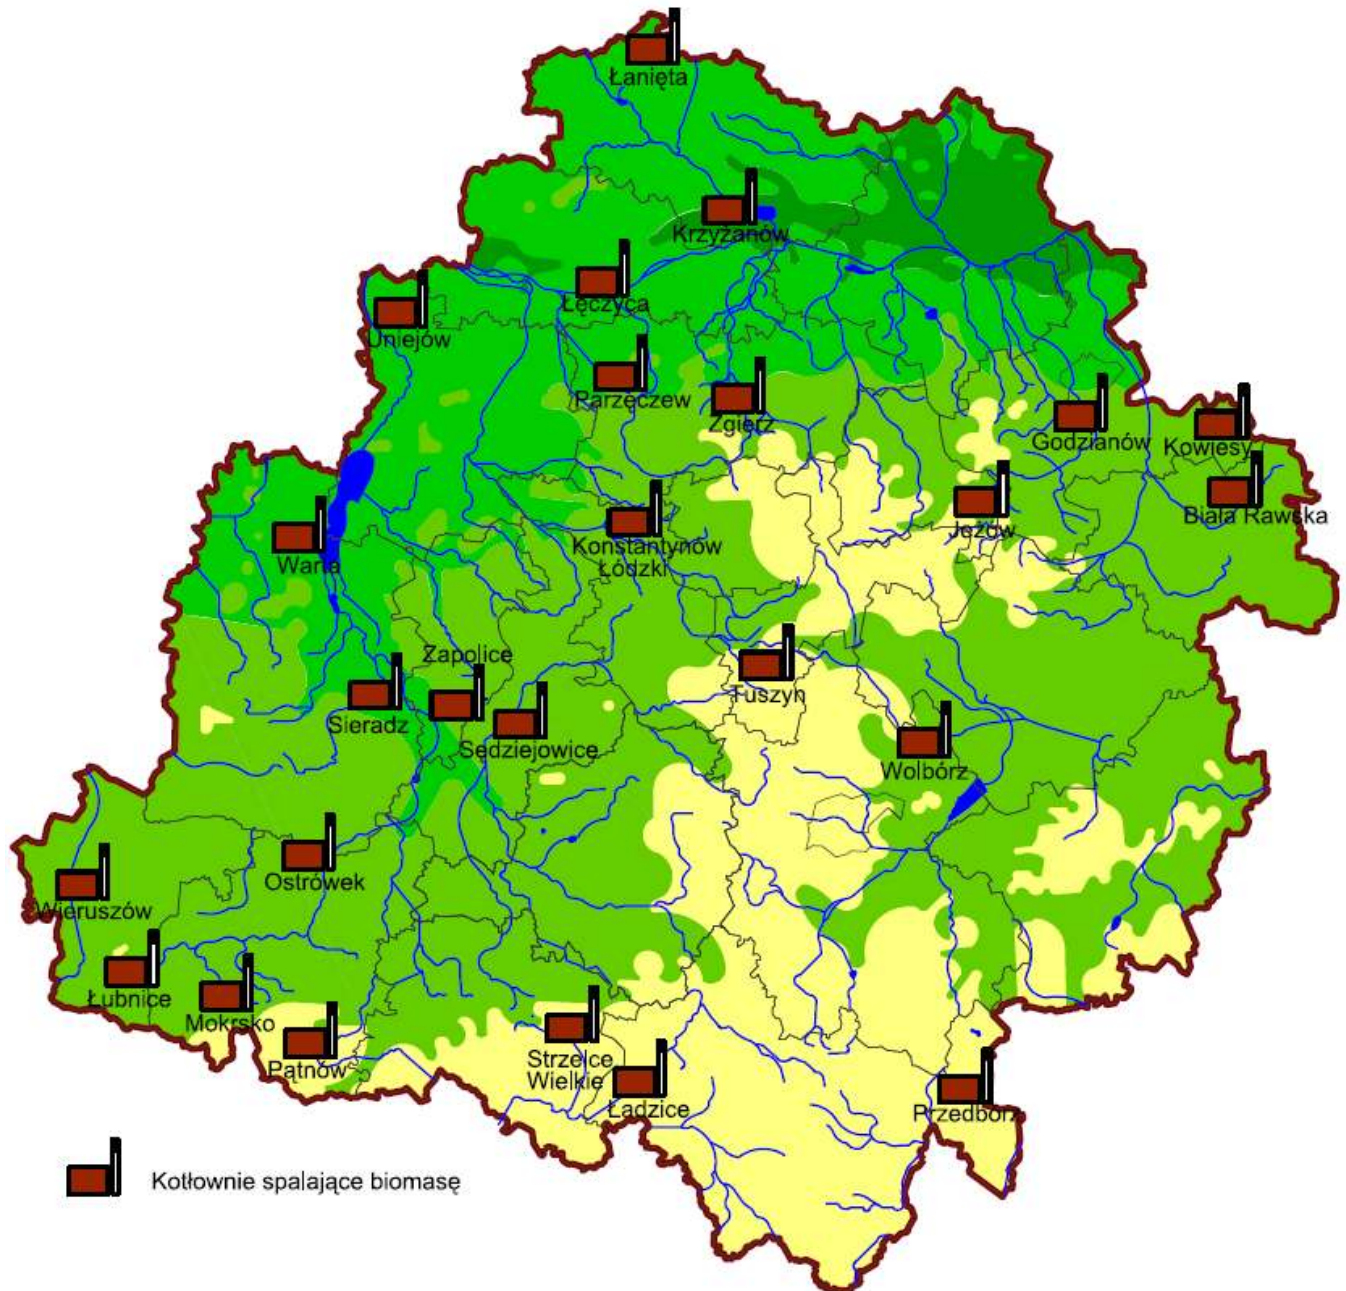 Łanięta
Krzyżanów
Łęczyca
Uniejów
Parzęczew
Zgierz
Godzianów
Kowiesy
Biała Rawska
Jeżów
Warta
Konstantynów
Łódzki
Zapolice
Tuszyn
Sieradz
Sędziejowice
Wolbórz
Ostrówek
Wieruszów
Łubnice
Mokrsko
Pątnów
Strzelce
Wielkie
Ładzice
Przedbórz
Kotłownie spalające biomasę